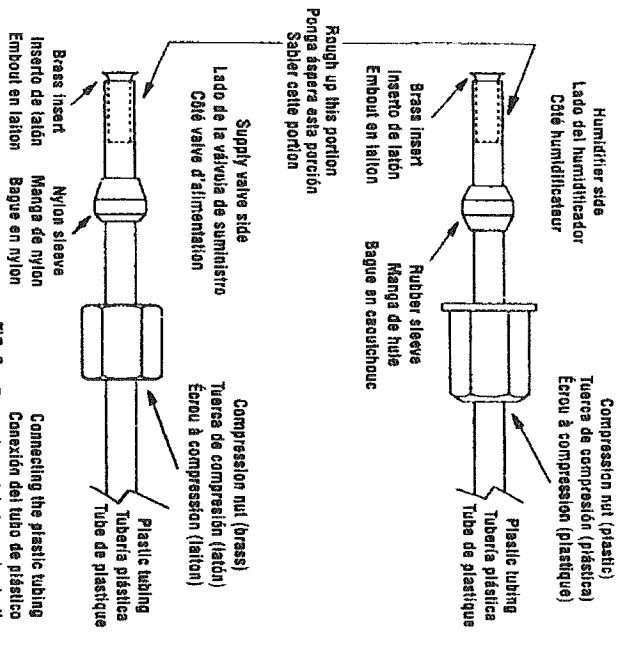 Humidifier side
Lado del humidificador
Côté humidificateur
Brass insert
Inserto de latón
Embout en laiton
Rubber sleeve
Manga de hule
Bague en caoutchouc
Compression nut (plastic)
Tuerca de compresión (plástica)
Écrou à compression (plastique)
Plastic tubing
Tubería plástica
Tube de plastique
Rough up this portion
Ponga áspera esta porción
Sabler cette portion
Supply valve side
Lado de la válvula de suministro
Côté valve d'alimentation
Brass insert
Inserto de latón
Embout en laiton
Nylon sleeve
Manga de nylon
Bague en nylon
Compression nut (brass)
Tuerca de compresión (latón)
Écrou à compression (laiton)
Plastic tubing
Tubería plástica
Tube de plastique
Connecting the plastic tubing
Conexión del tubo de plástico